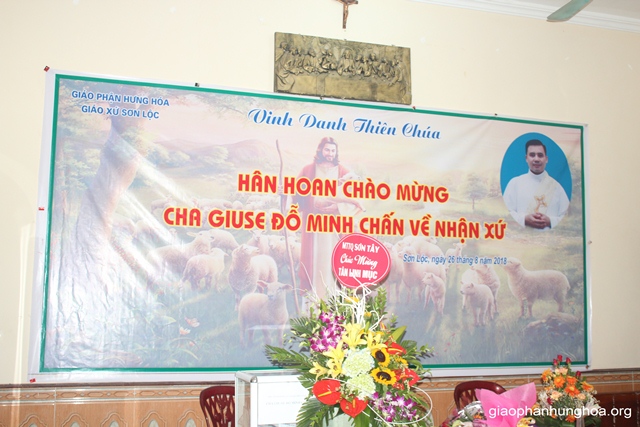 GIÁO PHẬN HƯNG HÓA
GIÁO XỨ SƠN LỘC
Vinh Danh Thiên Chúa
HÂN HOAN CHÀO MỪNG
CHA GIUSE ĐỖ MINH CHẤN VỀ NHẬN XỨ
Sơn Lộc, ngày 26 tháng 8 năm 2018
MTTQ SƠN TÂY
Chúc Mừng
TÂN LINH MỤC
giaophanhunghoa.org